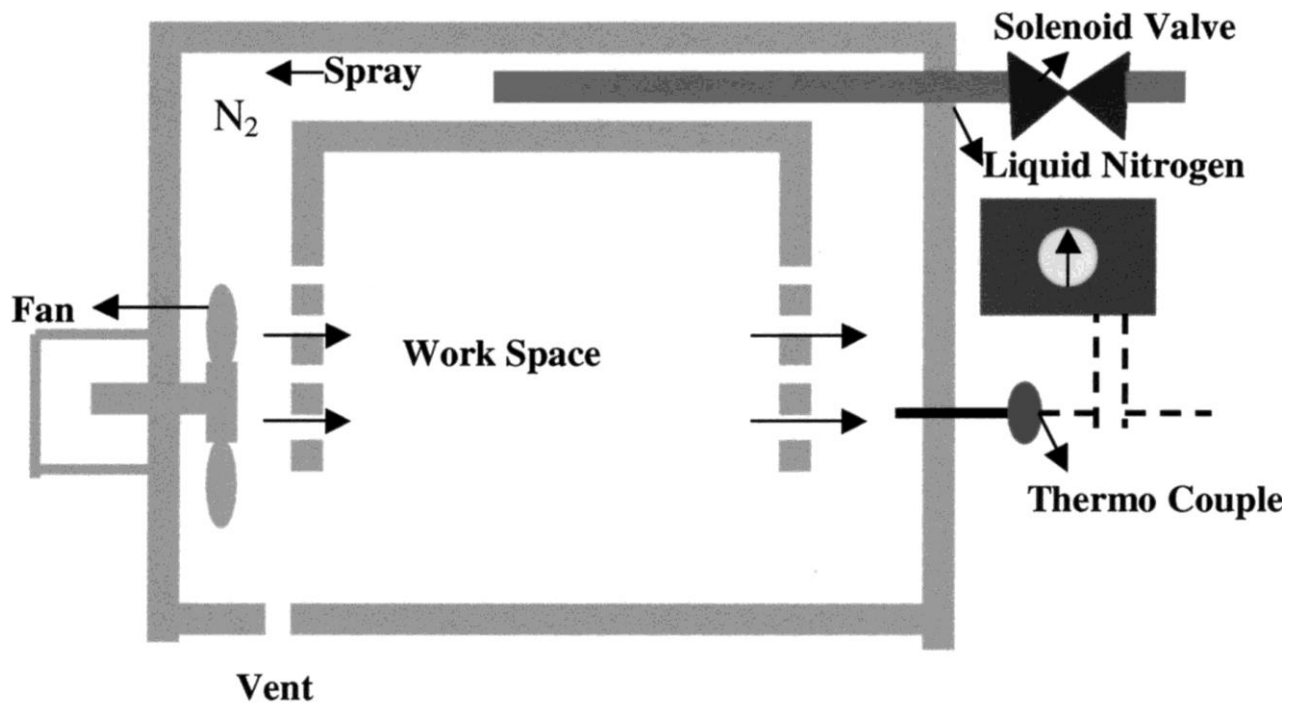 Solenoid Valve
Spray
N₂
Liquid Nitrogen
Fan
Work Space
Thermo Couple
Vent